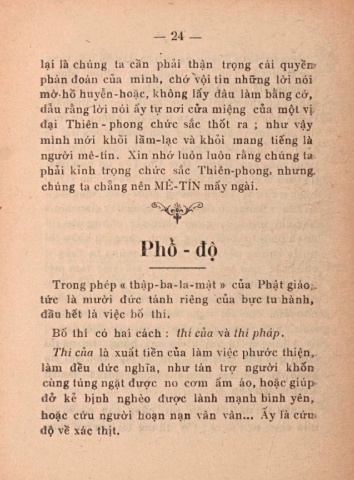 — 24 —
lại là chúng ta cần phải thận trọng cái quyền
phán đoán của mình, chớ vội tin những lời nói
mơ-hồ huyễn-hoặc, không lấy đâu làm bằng cớ,
dầu rằng lời nói ấy tự nơi cửa miệng của một vị
đại Thiên-phong chức sắc thốt ra ; như vậy
mình mới khỏi lầm-lạc và khỏi mang tiếng là
người mê-tín. Xin nhớ luôn luôn rằng chúng ta
phải kỉnh trọng chức sắc Thiên-phong, nhưng
chúng ta chẳng nên MÊ-TÍN mấy ngài.
Phổ - độ
Trong phép « thập-ba-la-mật » của Phật giáo,
tức là mười đức tánh riêng của bực tu hành,
đầu hết là việc bố thí.
Bố thí có hai cách : thí của và thí pháp.
Thí của là xuất tiền của làm việc phước thiện,
làm đều đức nghĩa, như tán trợ người khốn
cùng túng ngặt được no cơm ấm áo, hoặc giúp
đở kẻ bịnh nghèo được lành mạnh bình yên,
hoặc cứu người hoạn nạn vân vân... Ấy là cứu
độ về xác thịt.